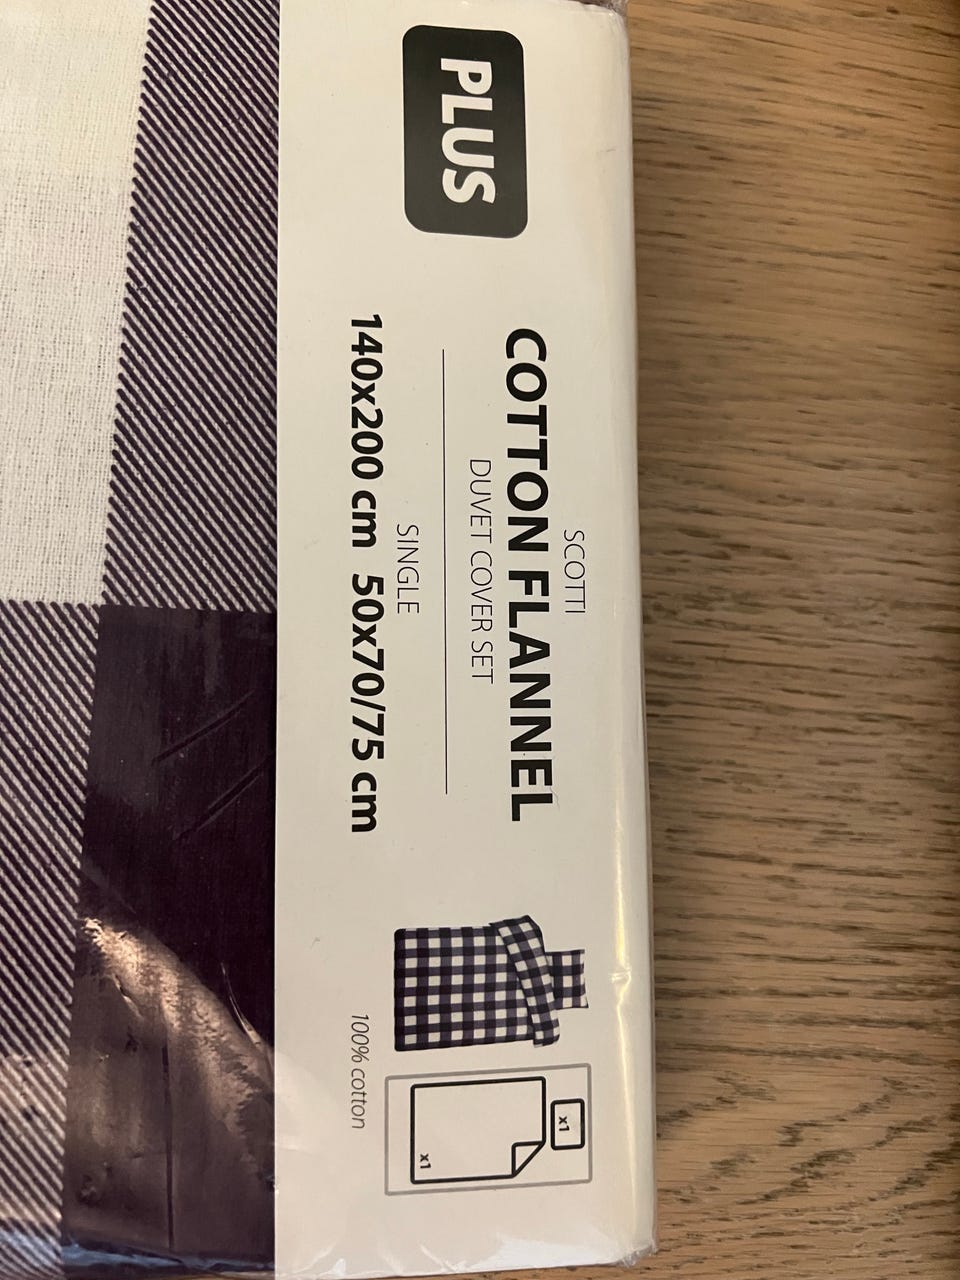 PLUS
SCOTTI
COTTON FLANNEL
DUVET COVER SET
SINGLE
140x200 cm 50x70/75 cm
x1
x1
100% cotton